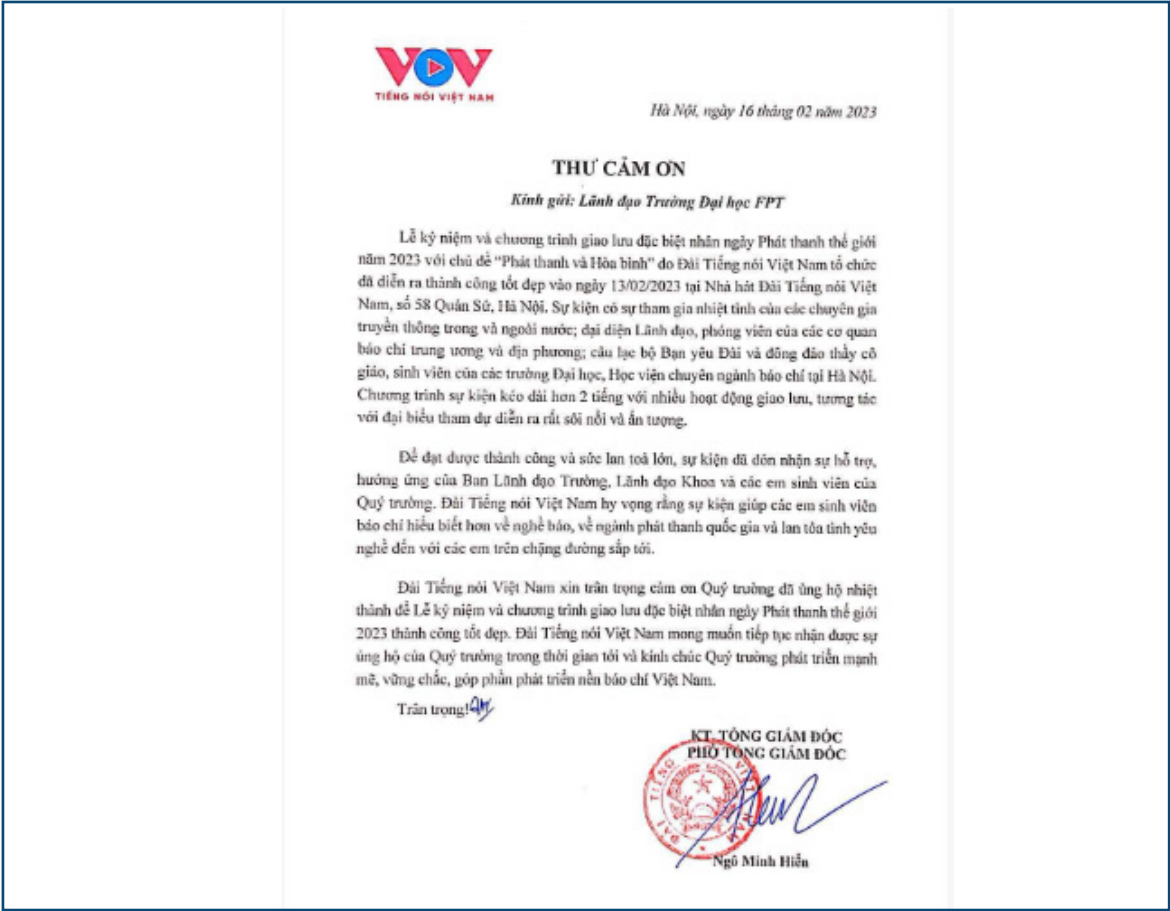 VOV
TIẾNG NÓI VIỆT NAM
Hà Nội, ngày 16 tháng 02 năm 2023
THƯ CẢM ƠN
Kính gửi: Lãnh đạo Trường Đại học FPT
Lễ kỷ niệm và chương trình giao lưu đặc biệt nhân ngày Phát thanh thế giới
năm 2023 với chủ đề “Phát thanh và Hòa bình” do Đài Tiếng nói Việt Nam tổ chức
đã diễn ra thành công tốt đẹp vào ngày 13/02/2023 tại Nhà hát Đài Tiếng nói Việt
Nam, số 58 Quán Sứ, Hà Nội. Sự kiện có sự tham gia nhiệt tình của các chuyên gia
truyền thông trong và ngoài nước; đại diện Lãnh đạo, phóng viên của các cơ quan
báo chí trung ương và địa phương; câu lạc bộ Bạn yêu Đài và đông đảo thầy cô
giáo, sinh viên của các trường Đại học, Học viện chuyên ngành báo chí tại Hà Nội.
Chương trình sự kiện kéo dài hơn 2 tiếng với nhiều hoạt động giao lưu, tương tác
với đại biểu tham dự diễn ra rất sôi nổi và ấn tượng.
Để đạt được thành công và sức lan toả lớn, sự kiện đã đón nhận sự hỗ trợ,
hưởng ứng của Ban Lãnh đạo Trường, Lãnh đạo Khoa và các em sinh viên của
Quý trường. Đài Tiếng nói Việt Nam hy vọng rằng sự kiện giúp các em sinh viên
báo chí hiểu biết hơn về nghề báo, về ngành phát thanh quốc gia và lan tỏa tình yêu
nghề đến với các em trên chặng đường sắp tới.
Đài Tiếng nói Việt Nam xin trân trọng cảm ơn Quý trường đã ủng hộ nhiệt
thành để Lễ kỷ niệm và chương trình giao lưu đặc biệt nhân ngày Phát thanh thế giới
2023 thành công tốt đẹp. Đài Tiếng nói Việt Nam mong muốn tiếp tục nhận được sự
ủng hộ của Quý trường trong thời gian tới và kính chúc Quý trường phát triển mạnh
mẽ, vững chắc, góp phần phát triển nền báo chí Việt Nam.
Trân trọng!
KT. TỔNG GIÁM ĐỐC
PHÓ TỔNG GIÁM ĐỐC
ĐÀI TIẾNG NÓI VIỆT NAM
Ngô Minh Hiển